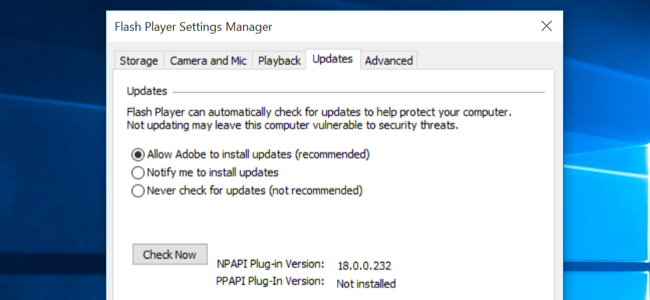 Flash Player Settings Manager
Storage Camera and Mic Playback Updates Advanced
Updates
Flash Player can automatically check for updates to help protect your computer.
Not updating may leave this computer vulnerable to security threats.
Allow Adobe to install updates (recommended)
Notify me to install updates
Never check for updates (not recommended)
Check Now
NPAPI Plug-in Version: 18.0.0.232
PPAPI Plug-In Version: Not installed